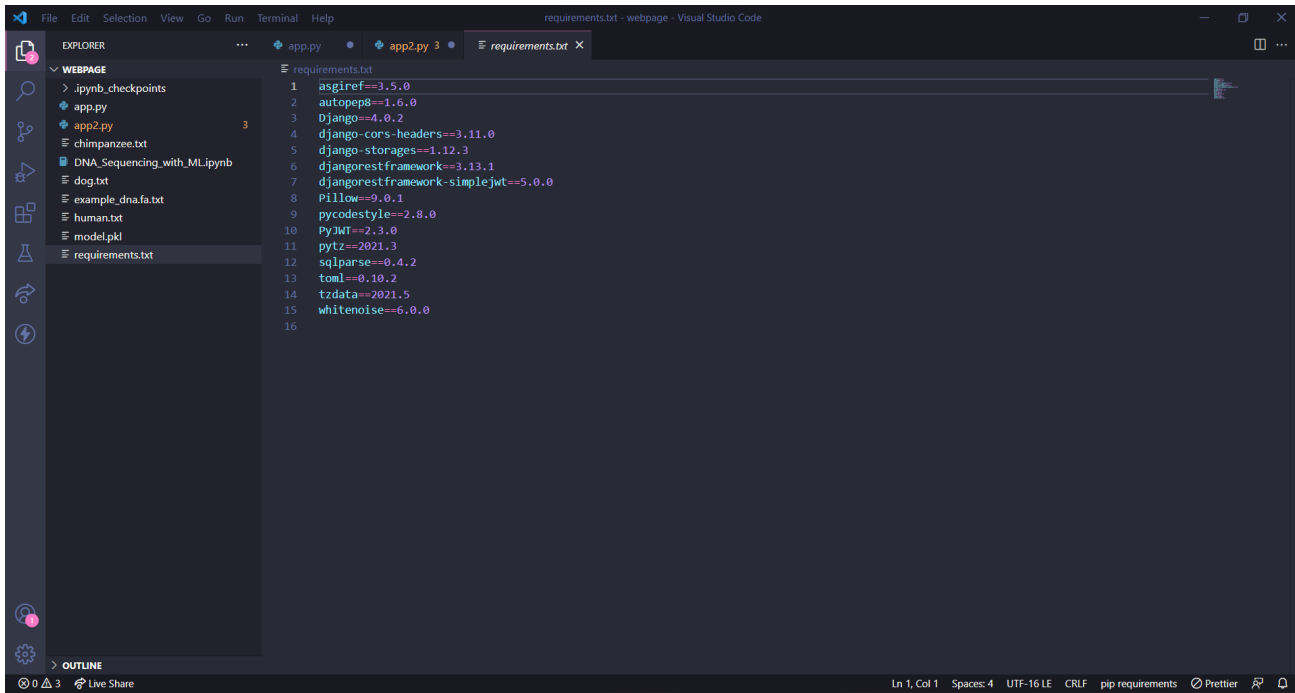 File Edit Selection View Go Run Terminal Help requirements.txt - webpage - Visual Studio Code
EXPLORER
app.py
app2.py 3
requirements.txt
WEBPAGE
requirements.txt
.ipynb_checkpoints
app.py
app2.py 3
chimpanzee.txt
DNA_Sequencing_with_ML.ipynb
dog.txt
example_dna.fa.txt
human.txt
model.pkl
requirements.txt
1 asgiref==3.5.0
2 autopep8==1.6.0
3 Django==4.0.2
4 django-cors-headers==3.11.0
5 django-storages==1.12.3
6 djangorestframework==3.13.1
7 djangorestframework-simplejwt==5.0.0
8 Pillow==9.0.1
9 pycodestyle==2.8.0
10 PyJWT==2.3.0
11 pytz==2021.3
12 sqlparse==0.4.2
13 toml==0.10.2
14 tzdata==2021.5
15 whitenoise==6.0.0
16
2
1
OUTLINE
0 3 Live Share Ln 1, Col 1 Spaces: 4 UTF-16 LE CRLF pip requirements Prettier